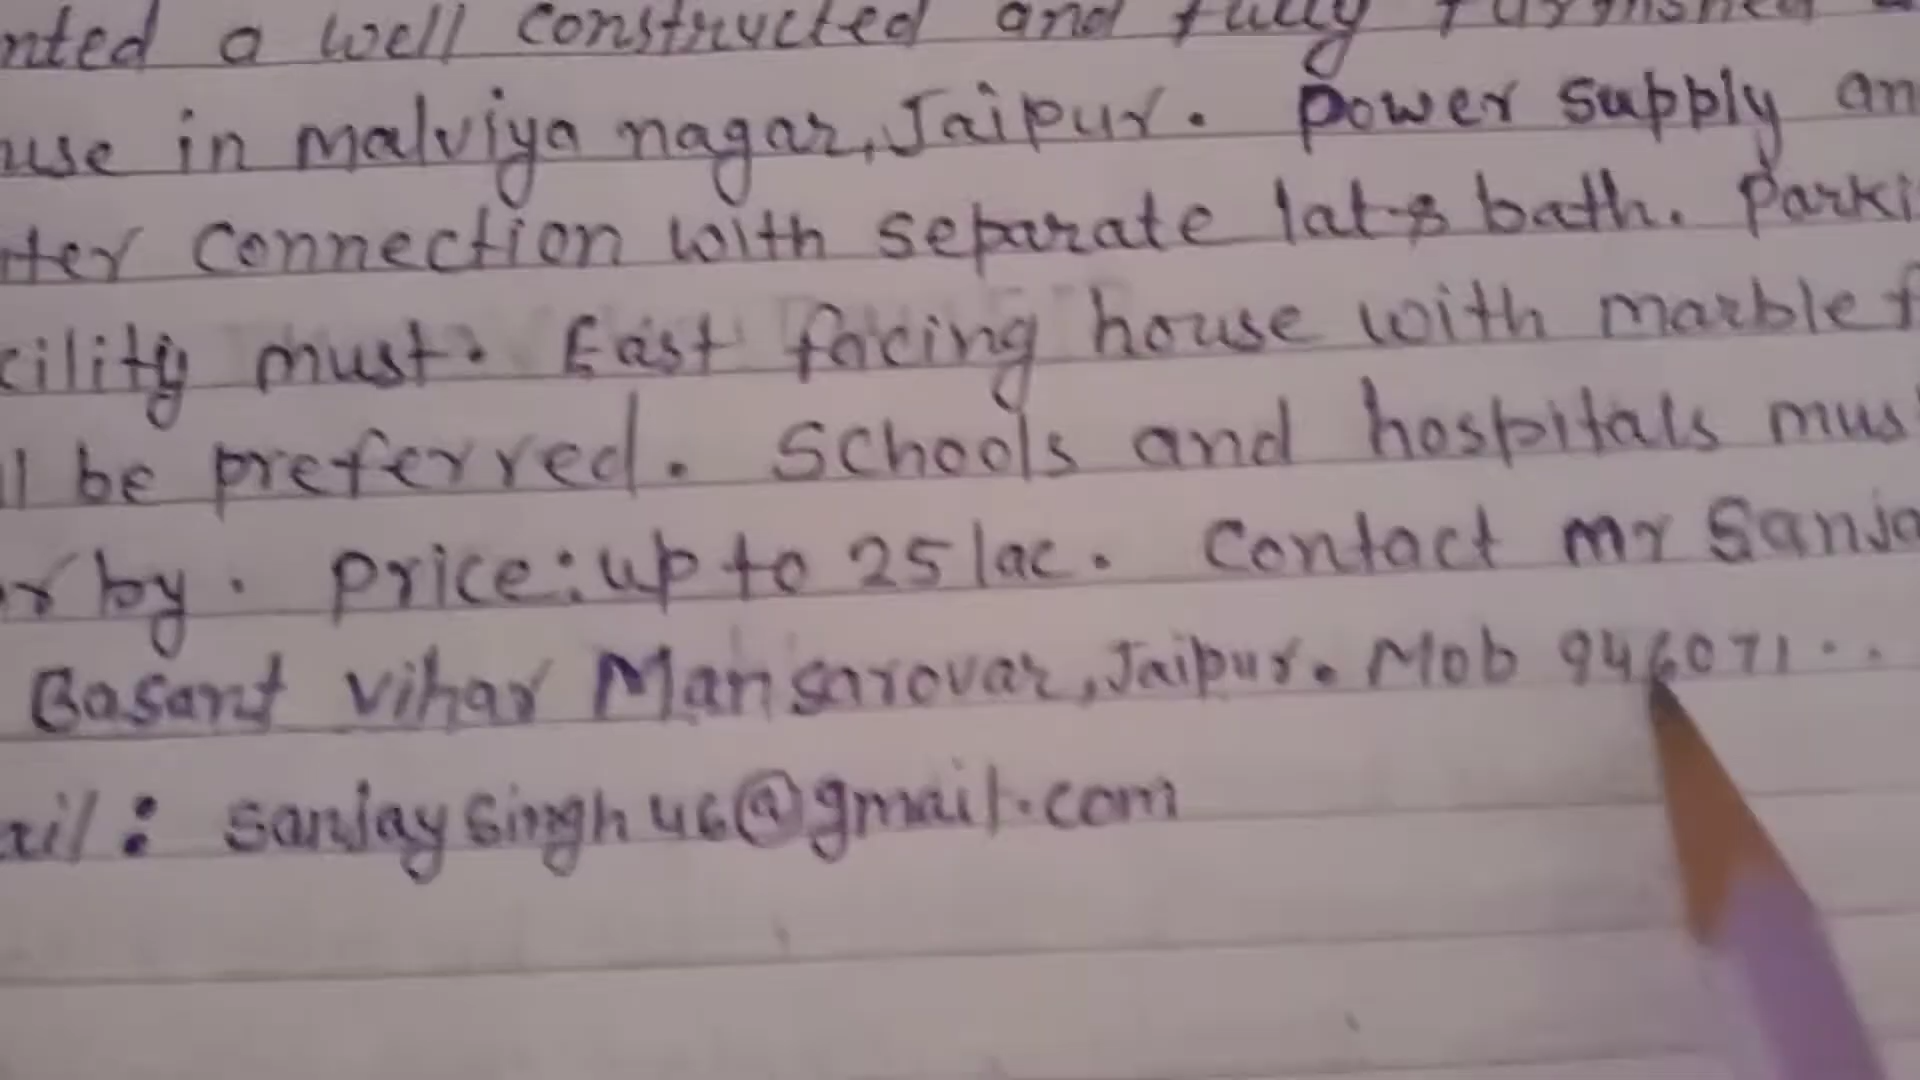 nted a well constructed and fully furnished
use in malviya nagar, Jaipur. Power supply an
ter connection with separate lat & bath. Parki
cility must. East facing house with marble f
ll be preferred. Schools and hospitals mus
r by. Price: up to 25 lac. Contact Mr Sanja
Basant vihar Mansarovar, Jaipur. Mob 946071..
ail : sanjaysingh46@gmail.com